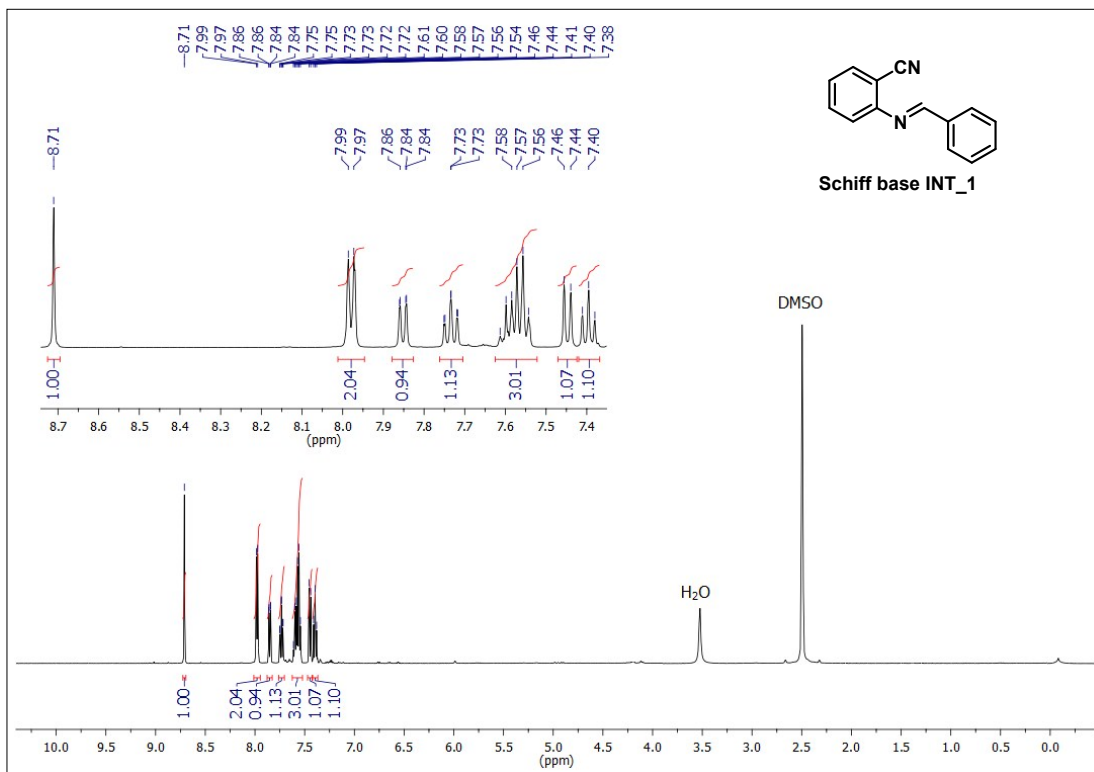 8.71 7.99 7.97 7.86 7.86 7.84 7.84 7.75 7.75 7.73 7.73 7.72 7.72 7.61 7.60 7.58 7.57 7.56 7.54 7.46 7.44 7.41 7.40 7.38
CN
N
Schiff base INT_1
8.71 7.99 7.97 7.86 7.84 7.84 7.73 7.73 7.58 7.57 7.56 7.46 7.44 7.40
1.00 2.04 0.94 1.13 3.01 1.07 1.10
8.7 8.6 8.5 8.4 8.3 8.2 8.1 8.0 7.9 7.8 7.7 7.6 7.5 7.4
(ppm)
DMSO
H₂O
1.00 2.04 0.94 1.13 3.01 1.07 1.10
10.0 9.5 9.0 8.5 8.0 7.5 7.0 6.5 6.0 5.5 5.0 4.5 4.0 3.5 3.0 2.5 2.0 1.5 1.0 0.5 0.0
(ppm)